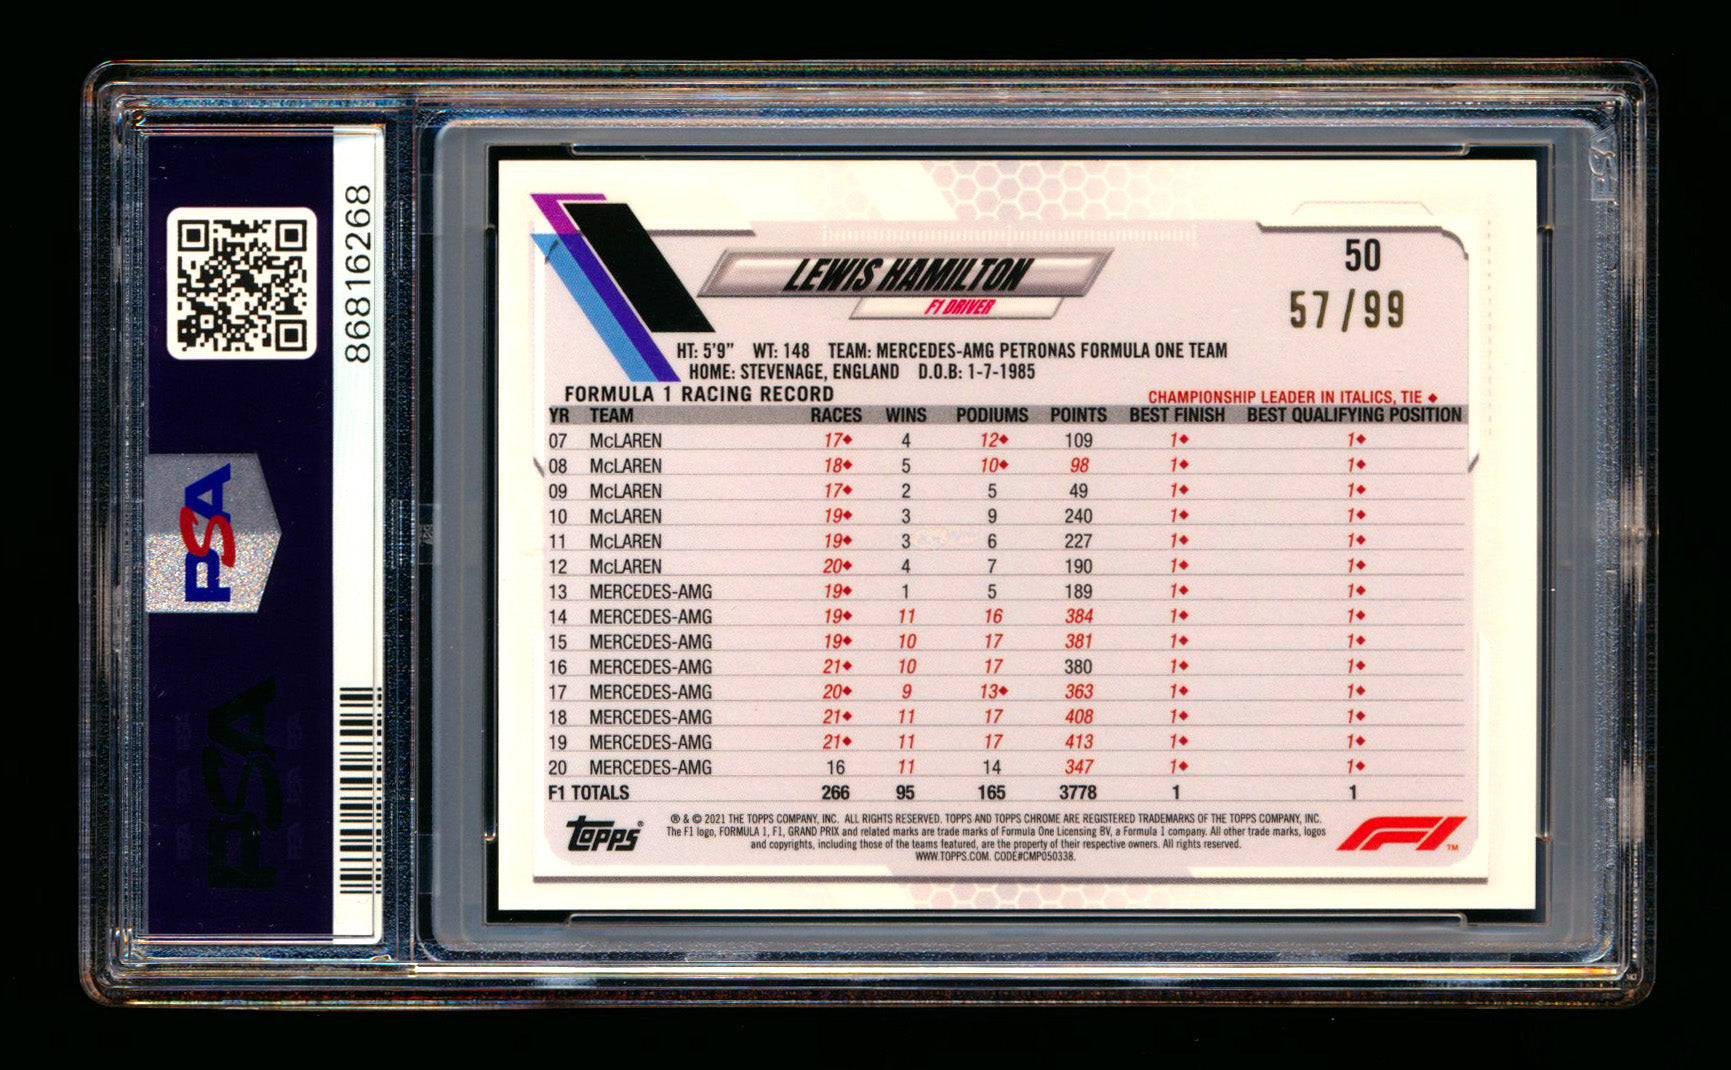 86816268
PSA
PSA
LEWIS HAMILTON
F1 DRIVER
50
57/99
HT: 5'9" WT: 148 TEAM: MERCEDES-AMG PETRONAS FORMULA ONE TEAM
HOME: STEVENAGE, ENGLAND D.O.B: 1-7-1985
FORMULA 1 RACING RECORD
CHAMPIONSHIP LEADER IN ITALICS, TIE ♦
YR TEAM RACES WINS PODIUMS POINTS BEST FINISH BEST QUALIFYING POSITION
07 McLAREN 17♦ 4 12♦ 109 1♦ 1♦
08 McLAREN 18♦ 5 10♦ 98 1♦ 1♦
09 McLAREN 17♦ 2 5 49 1♦ 1♦
10 McLAREN 19♦ 3 9 240 1♦ 1♦
11 McLAREN 19♦ 3 6 227 1♦ 1♦
12 McLAREN 20♦ 4 7 190 1♦ 1♦
13 MERCEDES-AMG 19♦ 1 5 189 1♦ 1♦
14 MERCEDES-AMG 19♦ 11 16 384 1♦ 1♦
15 MERCEDES-AMG 19♦ 10 17 381 1♦ 1♦
16 MERCEDES-AMG 21♦ 10 17 380 1♦ 1♦
17 MERCEDES-AMG 20♦ 9 13♦ 363 1♦ 1♦
18 MERCEDES-AMG 21♦ 11 17 408 1♦ 1♦
19 MERCEDES-AMG 21♦ 11 17 413 1♦ 1♦
20 MERCEDES-AMG 16 11 14 347 1♦ 1♦
F1 TOTALS 266 95 165 3778 1 1
topps®
® & © 2021 THE TOPPS COMPANY, INC. ALL RIGHTS RESERVED. TOPPS AND TOPPS CHROME ARE REGISTERED TRADEMARKS OF THE TOPPS COMPANY, INC.
The F1 logo, FORMULA 1, F1, GRAND PRIX and related marks are trade marks of Formula One Licensing BV, a Formula 1 company. All other trade marks, logos
and copyrights, including those of the teams featured, are the property of their respective owners. All rights reserved.
WWW.TOPPS.COM. CODE#CMP050338.
F1™
PSA